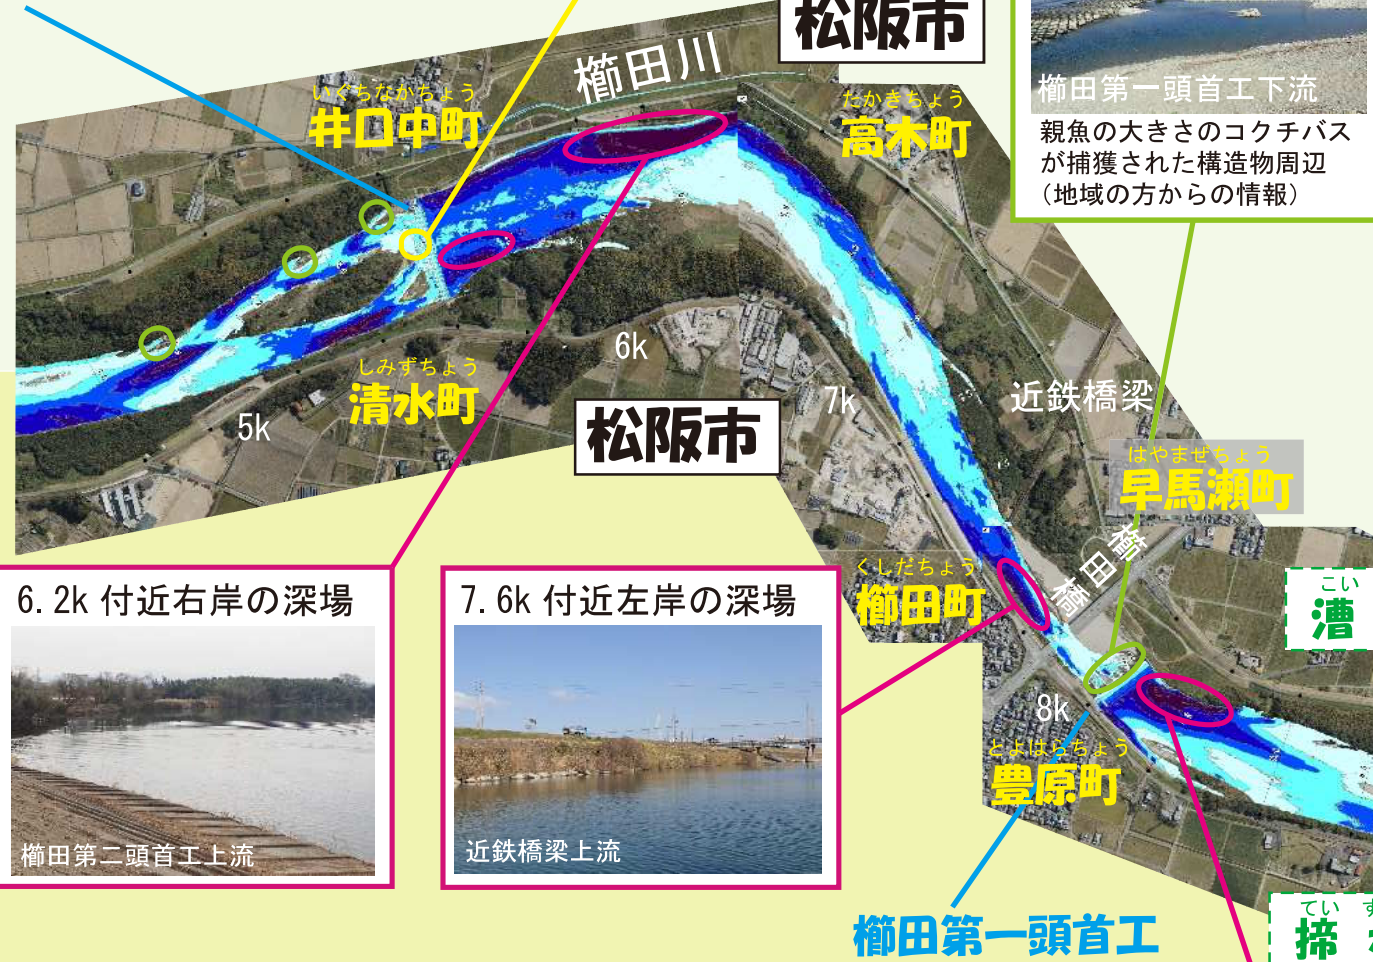 松阪市
櫛田川
いぐちなかちょう
井口中町
たかきちょう
高木町
櫛田第一頭首工下流
親魚の大きさのコクチバス
が捕獲された構造物周辺
(地域の方からの情報)
6k
しみずちょう
清水町
5k
松阪市
7k
近鉄橋梁
はやまぜちょう
早馬瀬町
櫛田橋
くしだちょう
櫛田町
こい
漕
6.2k 付近右岸の深場
櫛田第二頭首工上流
7.6k 付近左岸の深場
近鉄橋梁上流
8k
とよはらちょう
豊原町
櫛田第一頭首工
てい
揥